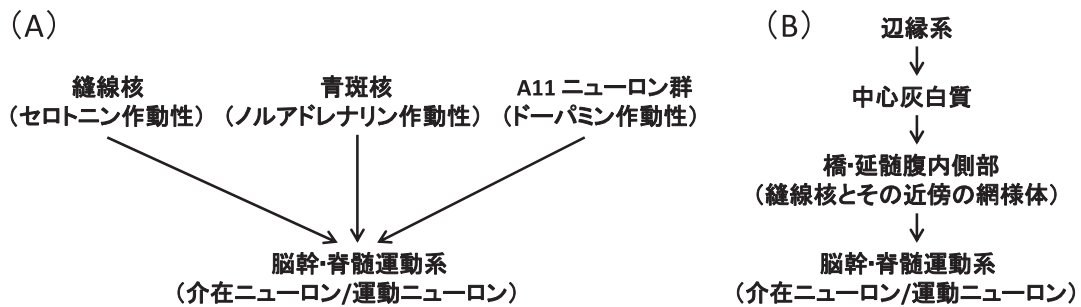 (A)
縫線核
(セロトニン作動性)
青斑核
(ノルアドレナリン作動性)
A11 ニューロン群
(ドーパミン作動性)
脳幹・脊髄運動系
(介在ニューロン/運動ニューロン)
(B)
辺縁系
中心灰白質
橋・延髄腹内側部
(縫線核とその近傍の網様体)
脳幹・脊髄運動系
(介在ニューロン/運動ニューロン)